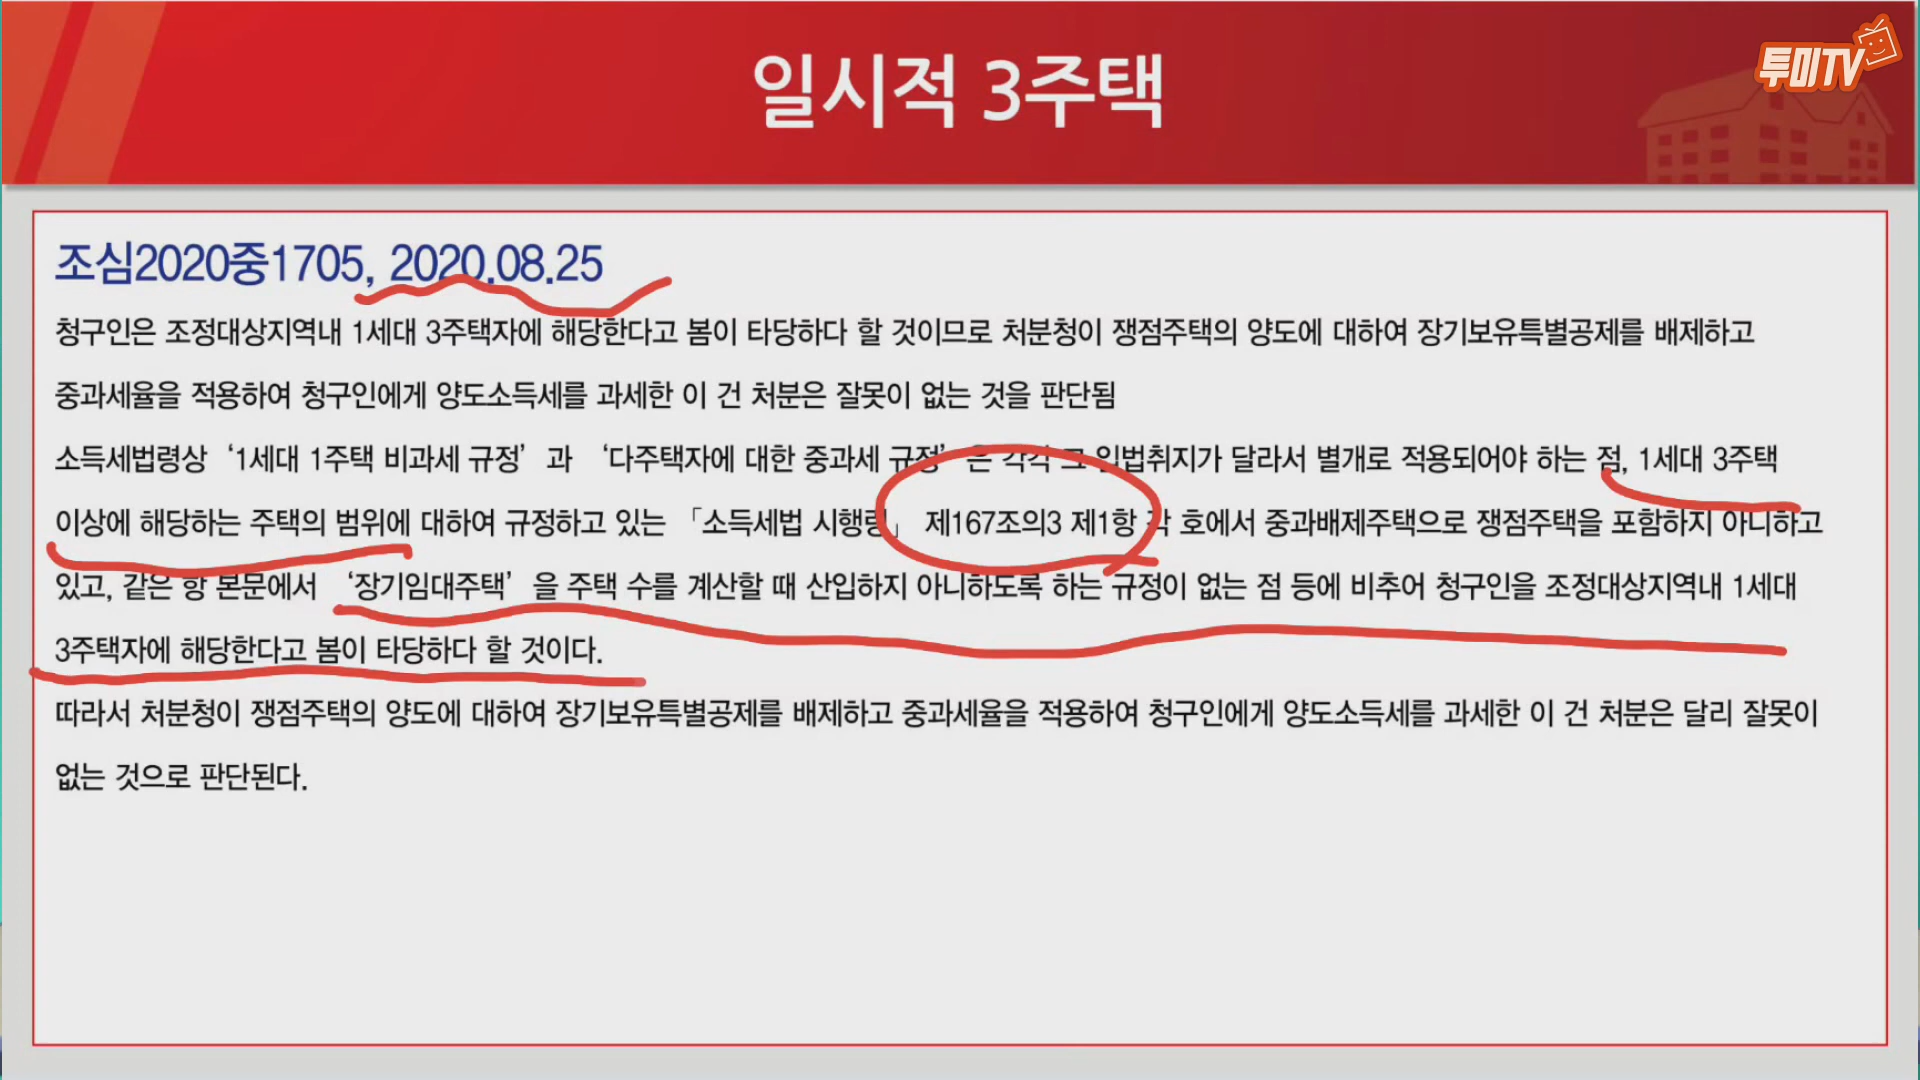 일시적 3주택
투미TV
조심2020중1705, 2020.08.25
청구인은 조정대상지역내 1세대 3주택자에 해당한다고 봄이 타당하다 할 것이므로 처분청이 쟁점주택의 양도에 대하여 장기보유특별공제를 배제하고
중과세율을 적용하여 청구인에게 양도소득세를 과세한 이 건 처분은 잘못이 없는 것을 판단됨
소득세법령상 ‘1세대 1주택 비과세 규정’ 과 ‘다주택자에 대한 중과세 규정’ 은 각각 그 입법취지가 달라서 별개로 적용되어야 하는 점, 1세대 3주택
이상에 해당하는 주택의 범위에 대하여 규정하고 있는 「소득세법 시행령」 제167조의3 제1항 각 호에서 중과배제주택으로 쟁점주택을 포함하지 아니하고
있고, 같은 항 본문에서 ‘장기임대주택’ 을 주택 수를 계산할 때 산입하지 아니하도록 하는 규정이 없는 점 등에 비추어 청구인을 조정대상지역내 1세대
3주택자에 해당한다고 봄이 타당하다 할 것이다.
따라서 처분청이 쟁점주택의 양도에 대하여 장기보유특별공제를 배제하고 중과세율을 적용하여 청구인에게 양도소득세를 과세한 이 건 처분은 달리 잘못이
없는 것으로 판단된다.